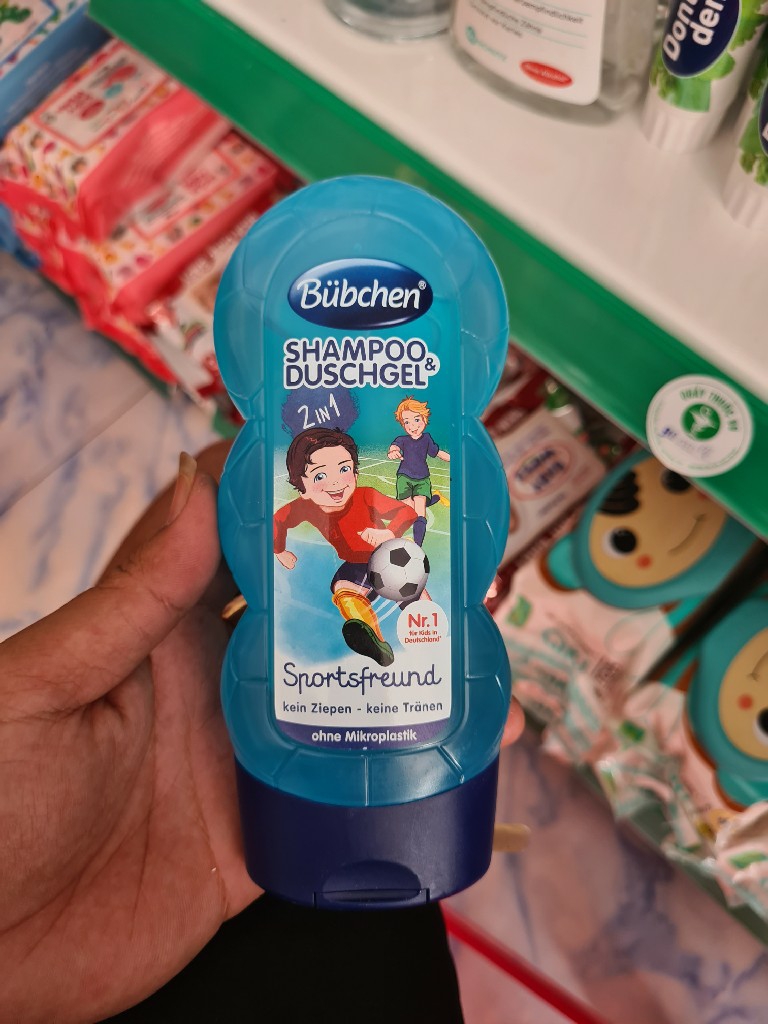 Bübchen®
SHAMPOO &
DUSCHGEL
2 IN 1
Nr. 1
für Kids in
Deutschland*
Sportsfreund
kein Ziepen - keine Tränen
ohne Mikroplastik